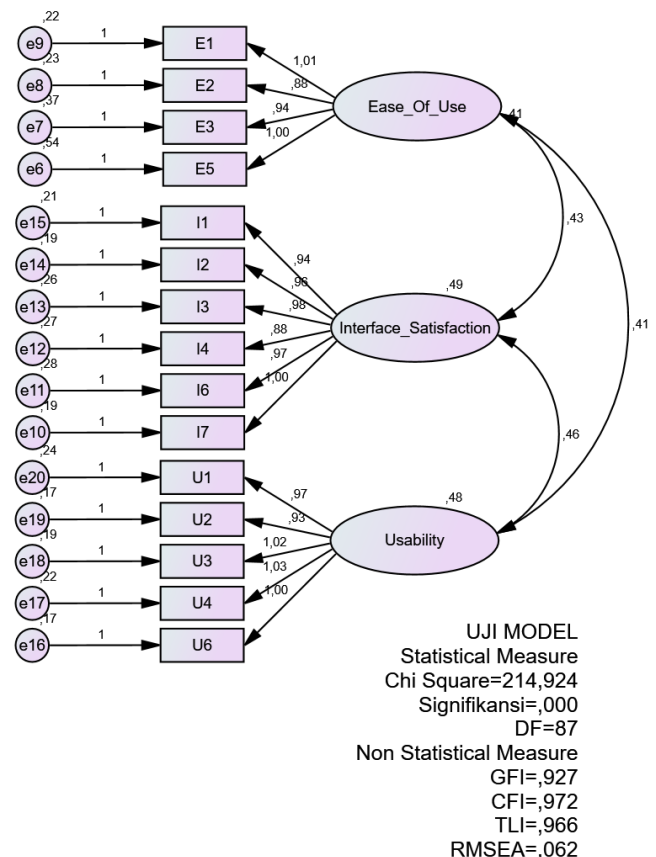 ,22
e9 1 E1
,23
e8 1 E2
,37
e7 1 E3
,54
e6 1 E5
1,01
,88
,94
1,00
Ease_Of_Use
,41
,21
e15 1 I1
,19
e14 1 I2
,26
e13 1 I3
,27
e12 1 I4
,28
e11 1 I6
,19
e10 1 I7
,94
,96
,98
,88
,97
1,00
,49
Interface_Satisfaction
,43
,41
,46
,24
e20 1 U1
,17
e19 1 U2
,19
e18 1 U3
,22
e17 1 U4
,17
e16 1 U6
,97
,93
1,02
1,03
1,00
,48
Usability
UJI MODEL
Statistical Measure
Chi Square=214,924
Signifikansi=,000
DF=87
Non Statistical Measure
GFI=,927
CFI=,972
TLI=,966
RMSEA=,062